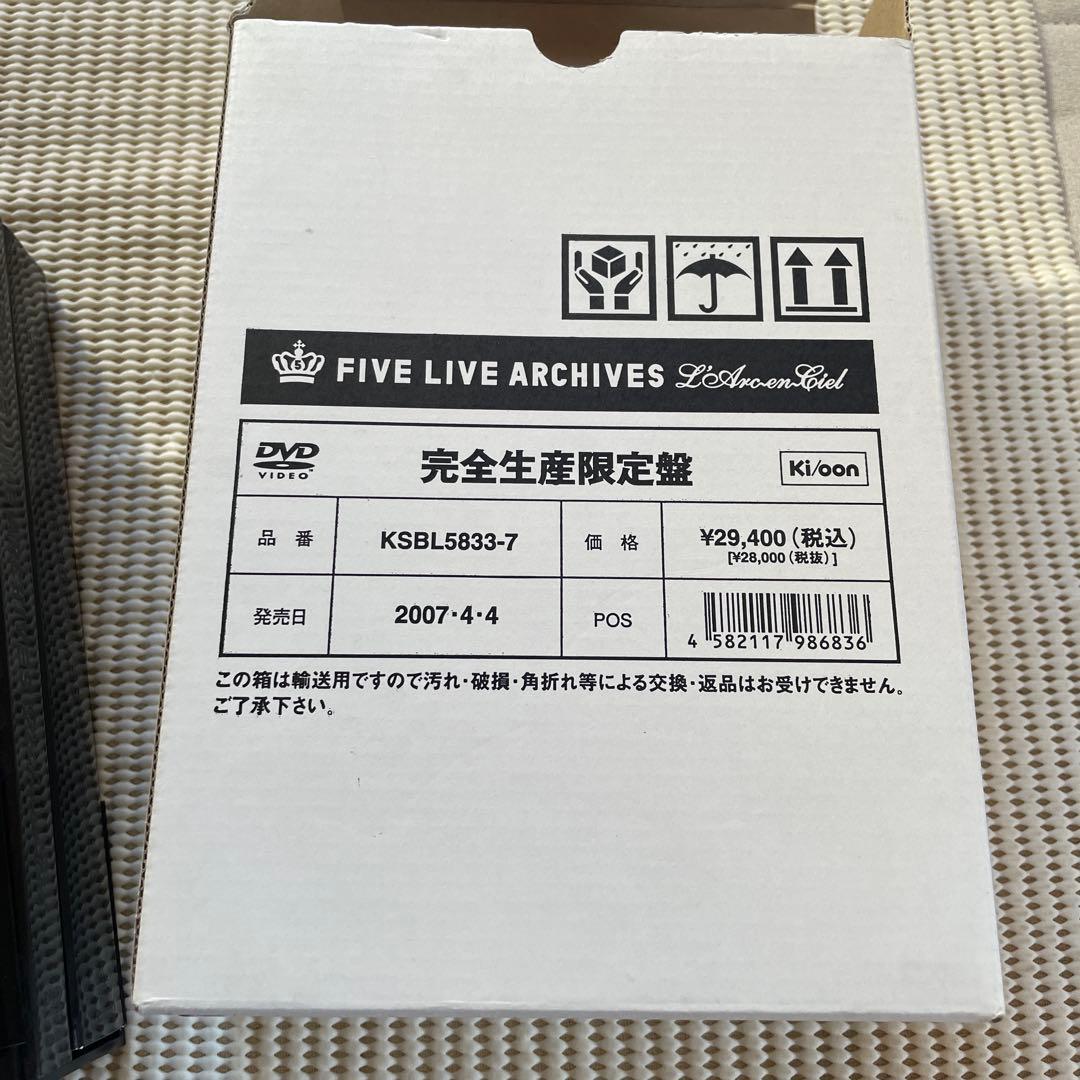 5
FIVE LIVE ARCHIVES L'Arc~en~Ciel
DVD
VIDEO
完全生産限定盤
Ki/oon
品番 KSBL5833-7 価格 ¥29,400(税込)
[¥28,000(税抜)]
発売日 2007・4・4 POS
4 582117 986836
この箱は輸送用ですので汚れ・破損・角折れ等による交換・返品はお受けできません。
ご了承下さい。